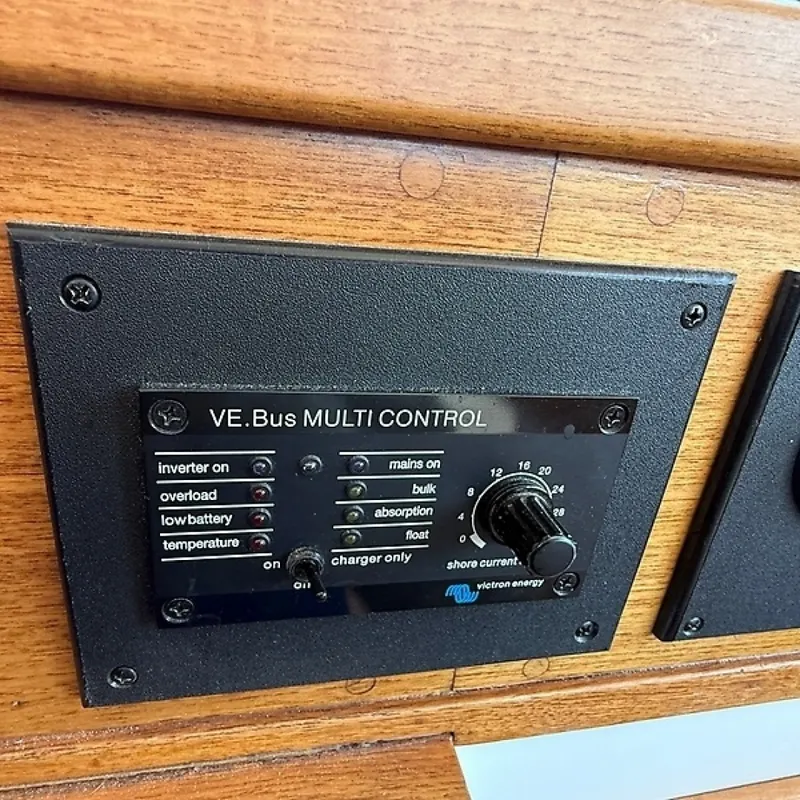 VE.Bus MULTI CONTROL
inverter on
overload
low battery
temperature
mains on
bulk
absorption
float
on
off
charger only
0
4
8
12
16
20
24
28
shore current
victron energy